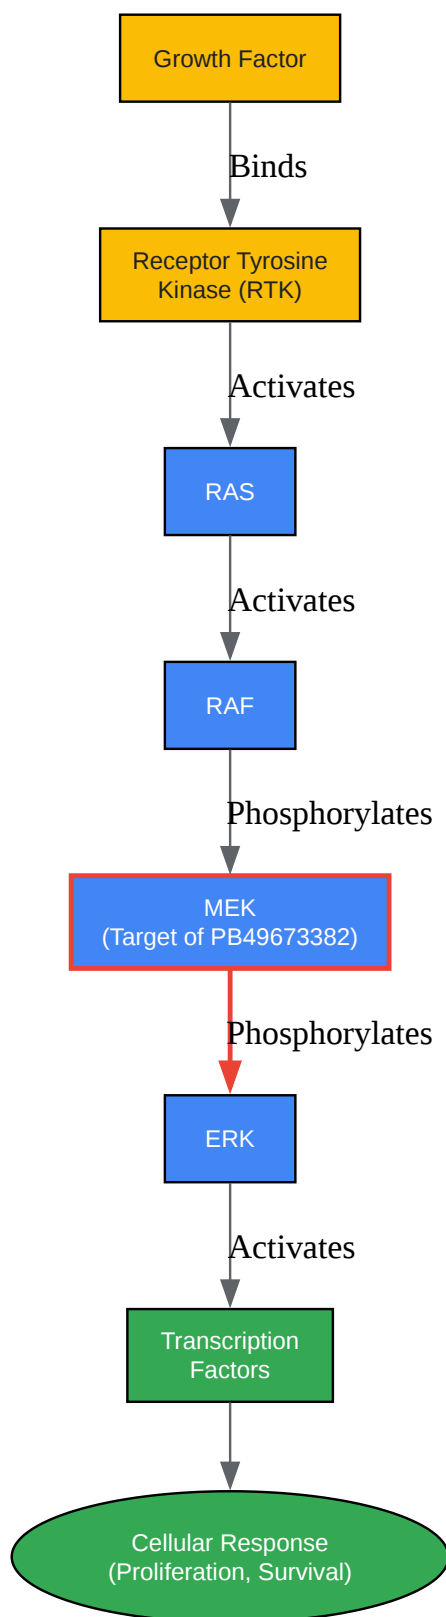 Growth Factor
Binds
Receptor Tyrosine
Kinase (RTK)
Activates
RAS
Activates
RAF
Phosphorylates
MEK
(Target of PB49673382)
Phosphorylates
ERK
Activates
Transcription
Factors
Cellular Response
(Proliferation, Survival)